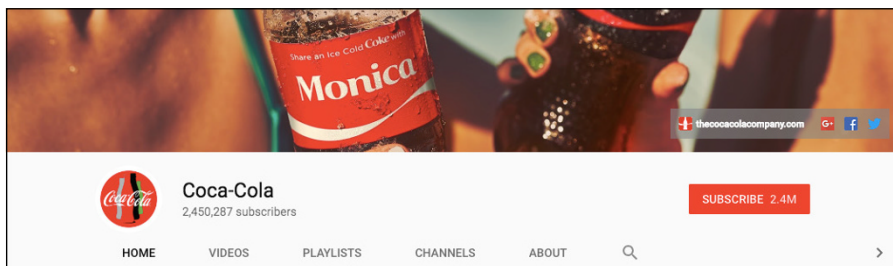 Share an Ice Cold Coke with
Monica
thecocacolacompany.com G+ f
Coca-Cola
Coca-Cola
2,450,287 subscribers
SUBSCRIBE 2.4M
HOME VIDEOS PLAYLISTS CHANNELS ABOUT